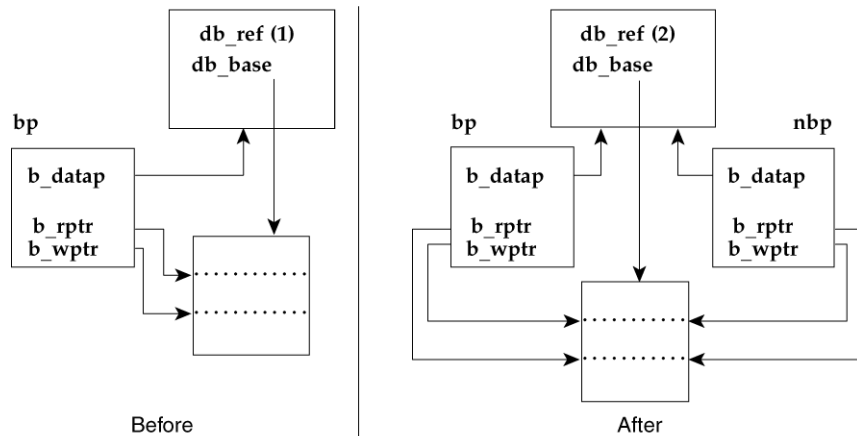 db_ref (1)
db_base
bp
b_datap
b_rptr
b_wptr
Before
db_ref (2)
db_base
bp
nbp
b_datap
b_datap
b_rptr
b_wptr
b_rptr
b_wptr
After